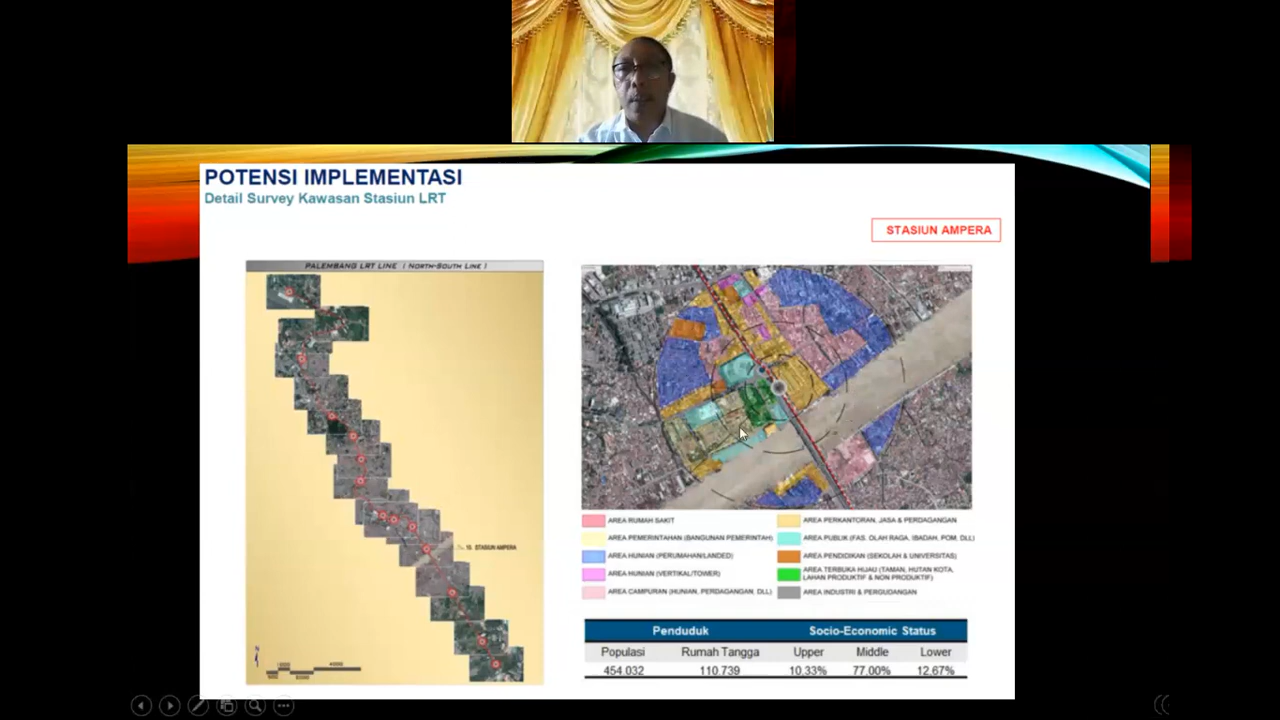 POTENSI IMPLEMENTASI
Detail Survey Kawasan Stasiun LRT
STASIUN AMPERA
PALEMBANG LRT LINE ( NORTH-SOUTH LINE )
STASIUN AMPERA
AREA RUMAH SAKIT
AREA PEMERINTAHAN (BANGUNAN PEMERINTAH)
AREA HUNIAN (PERUMAHAN/LANDED)
AREA HUNIAN (VERTIKAL/TOWER)
AREA CAMPURAN (HUNIAN, PERDAGANGAN, DLL)
AREA PERKANTORAN, JASA & PERDAGANGAN
AREA PUBLIK (FAS. OLAH RAGA, IBADAH, POM, DLL)
AREA PENDIDIKAN (SEKOLAH & UNIVERSITAS)
AREA TERBUKA HIJAU (TAMAN, HUTAN KOTA,
LAHAN PRODUKTIF & NON PRODUKTIF)
AREA INDUSTRI & PERGUDANGAN
Penduduk Socio-Economic Status
Populasi Rumah Tangga Upper Middle Lower
454.032 110.739 10,33% 77.00% 12.67%